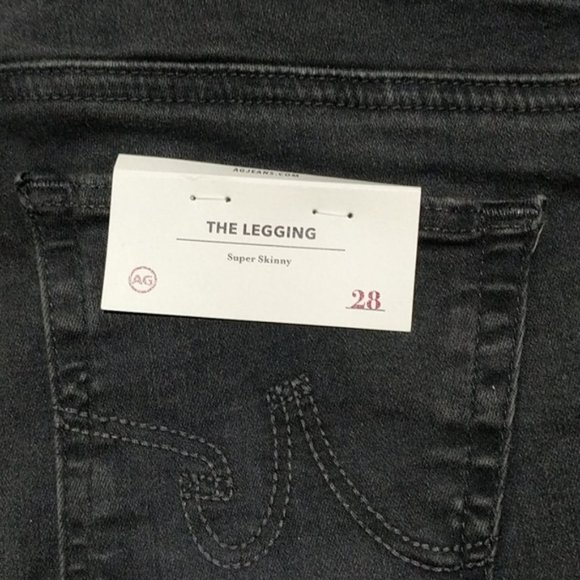 AGJEANS.COM
THE LEGGING
Super Skinny
AG
28